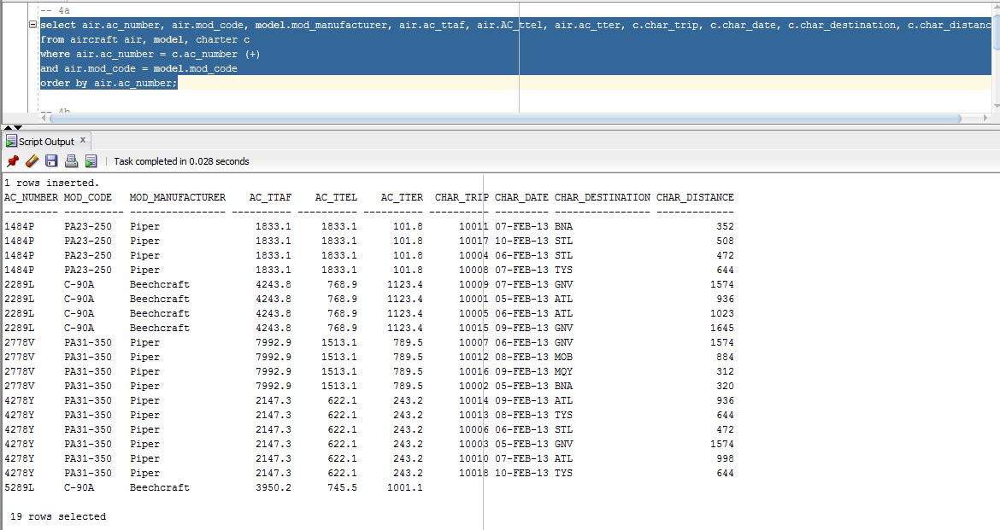 -- 4a
select air.ac_number, air.mod_code, model.mod_manufacturer, air.ac_ttaf, air.AC_ttel, air.ac_tter, c.char_trip, c.char_date, c.char_destination, c.char_distanc
from aircraft air, model, charter c
where air.ac_number = c.ac_number (+)
and air.mod_code = model.mod_code
order by air.ac_number;
-- 4b
Script Output x
Task completed in 0.028 seconds
1 rows inserted.
AC_NUMBER MOD_CODE MOD_MANUFACTURER AC_TTAF AC_TTEL AC_TTER CHAR_TRIP CHAR_DATE CHAR_DESTINATION CHAR_DISTANCE
--------- ---------- ---------------- ---------- ---------- ---------- ---------- --------- ---------------- -------------
1484P PA23-250 Piper 1833.1 1833.1 101.8 10011 07-FEB-13 BNA 352
1484P PA23-250 Piper 1833.1 1833.1 101.8 10017 10-FEB-13 STL 508
1484P PA23-250 Piper 1833.1 1833.1 101.8 10004 06-FEB-13 STL 472
1484P PA23-250 Piper 1833.1 1833.1 101.8 10008 07-FEB-13 TYS 644
2289L C-90A Beechcraft 4243.8 768.9 1123.4 10009 07-FEB-13 GNV 1574
2289L C-90A Beechcraft 4243.8 768.9 1123.4 10001 05-FEB-13 ATL 936
2289L C-90A Beechcraft 4243.8 768.9 1123.4 10005 06-FEB-13 ATL 1023
2289L C-90A Beechcraft 4243.8 768.9 1123.4 10015 09-FEB-13 GNV 1645
2778V PA31-350 Piper 7992.9 1513.1 789.5 10007 06-FEB-13 GNV 1574
2778V PA31-350 Piper 7992.9 1513.1 789.5 10012 08-FEB-13 MOB 884
2778V PA31-350 Piper 7992.9 1513.1 789.5 10016 09-FEB-13 MQY 312
2778V PA31-350 Piper 7992.9 1513.1 789.5 10002 05-FEB-13 BNA 320
4278Y PA31-350 Piper 2147.3 622.1 243.2 10014 09-FEB-13 ATL 936
4278Y PA31-350 Piper 2147.3 622.1 243.2 10013 08-FEB-13 TYS 644
4278Y PA31-350 Piper 2147.3 622.1 243.2 10006 06-FEB-13 STL 472
4278Y PA31-350 Piper 2147.3 622.1 243.2 10003 05-FEB-13 GNV 1574
4278Y PA31-350 Piper 2147.3 622.1 243.2 10010 07-FEB-13 ATL 998
4278Y PA31-350 Piper 2147.3 622.1 243.2 10018 10-FEB-13 TYS 644
5289L C-90A Beechcraft 3950.2 745.5 1001.1
19 rows selected